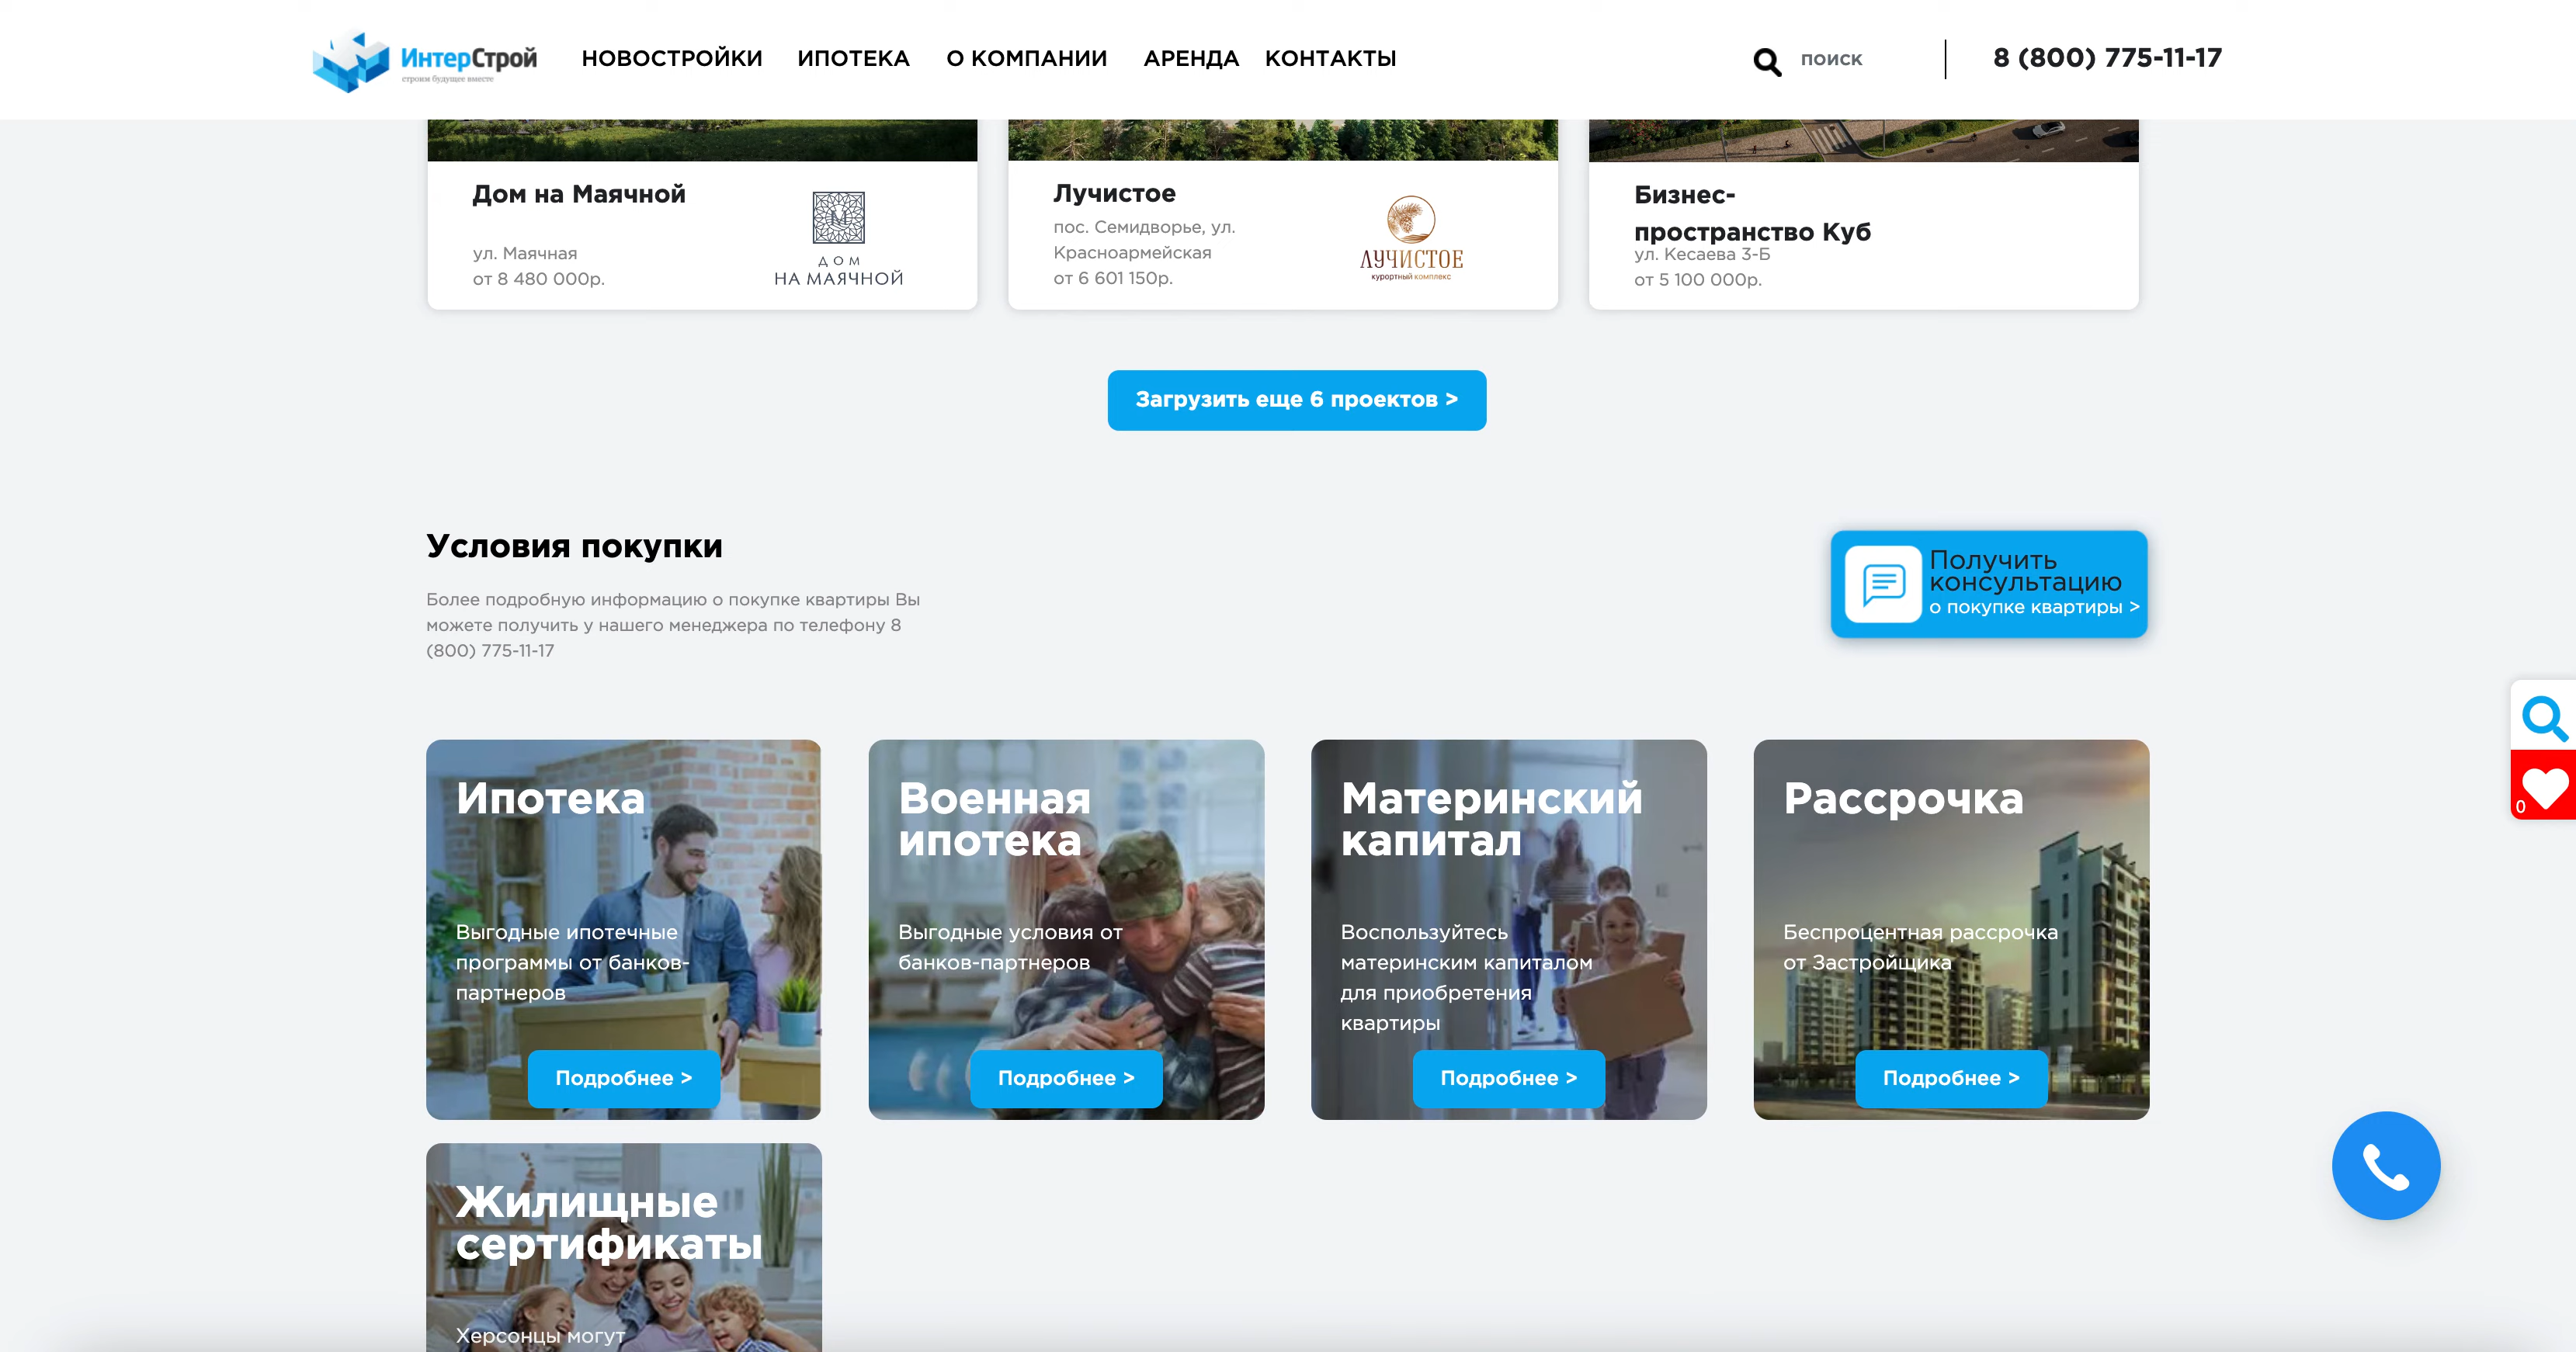 ИнтерСтрой
строим будущее вместе
НОВОСТРОЙКИ ИПОТЕКА О КОМПАНИИ АРЕНДА КОНТАКТЫ
поиск
8 (800) 775-11-17
Дом на Маячной
ул. Маячная
от 8 480 000р.
М
ДОМ
НА МАЯЧНОЙ
Лучистое
пос. Семидворье, ул.
Красноармейская
от 6 601 150р.
ЛУЧИСТОЕ
курортный комплекс
Бизнес-
пространство Куб
ул. Кесаева 3-Б
от 5 100 000р.
Загрузить еще 6 проектов >
Условия покупки
Более подробную информацию о покупке квартиры Вы
можете получить у нашего менеджера по телефону 8
(800) 775-11-17
Получить
консультацию
о покупке квартиры >
0
Ипотека
Выгодные ипотечные
программы от банков-
партнеров
Подробнее >
Военная
ипотека
Выгодные условия от
банков-партнеров
Подробнее >
Материнский
капитал
Воспользуйтесь
материнским капиталом
для приобретения
квартиры
Подробнее >
Рассрочка
Беспроцентная рассрочка
от Застройщика
Подробнее >
Жилищные
сертификаты
Херсонцы могут